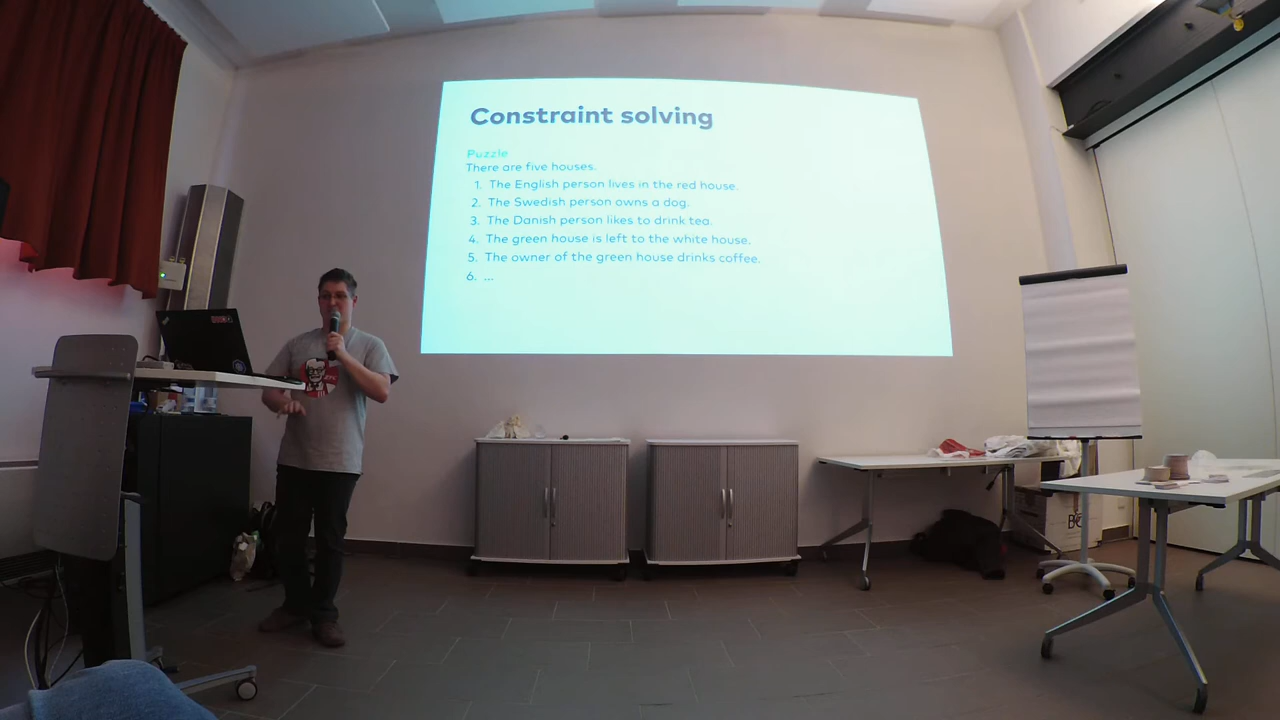 Constraint solving
Puzzle
There are five houses.
1. The English person lives in the red house.
2. The Swedish person owns a dog.
3. The Danish person likes to drink tea.
4. The green house is left to the white house.
5. The owner of the green house drinks coffee.
6. ...